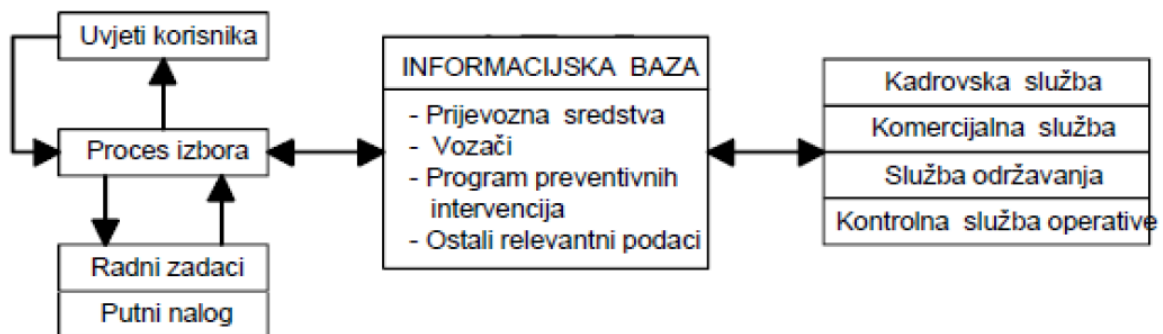 Uvjeti korisnika
Proces izbora
Radni zadaci
Putni nalog
INFORMACIJSKA BAZA
- Prijevozna sredstva
- Vozači
- Program preventivnih
intervencija
- Ostali relevantni podaci
Kadrovska služba
Komercijalna služba
Služba održavanja
Kontrolna služba operative